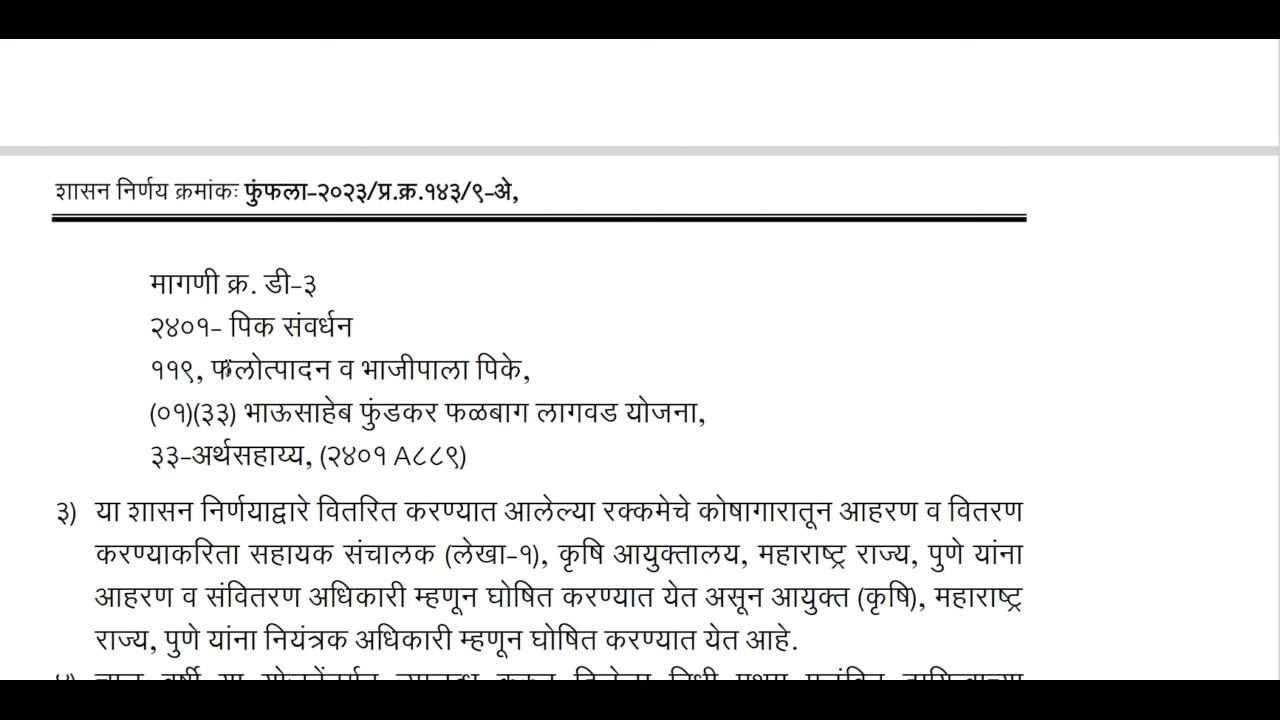 शासन निर्णय क्रमांकः फुंफला-२०२३/प्र.क्र.१४३/९-अे,
मागणी क्र. डी-३
२४०१- पिक संवर्धन
११९, फलोत्पादन व भाजीपाला पिके,
(०१)(३३) भाऊसाहेब फुंडकर फळबाग लागवड योजना,
३३-अर्थसहाय्य, (२४०१ A८८९)
३) या शासन निर्णयाद्वारे वितरित करण्यात आलेल्या रक्कमेचे कोषागारातून आहरण व वितरण
करण्याकरिता सहायक संचालक (लेखा-१), कृषि आयुक्तालय, महाराष्ट्र राज्य, पुणे यांना
आहरण व संवितरण अधिकारी म्हणून घोषित करण्यात येत असून आयुक्त (कृषि), महाराष्ट्र
राज्य, पुणे यांना नियंत्रक अधिकारी म्हणून घोषित करण्यात येत आहे.